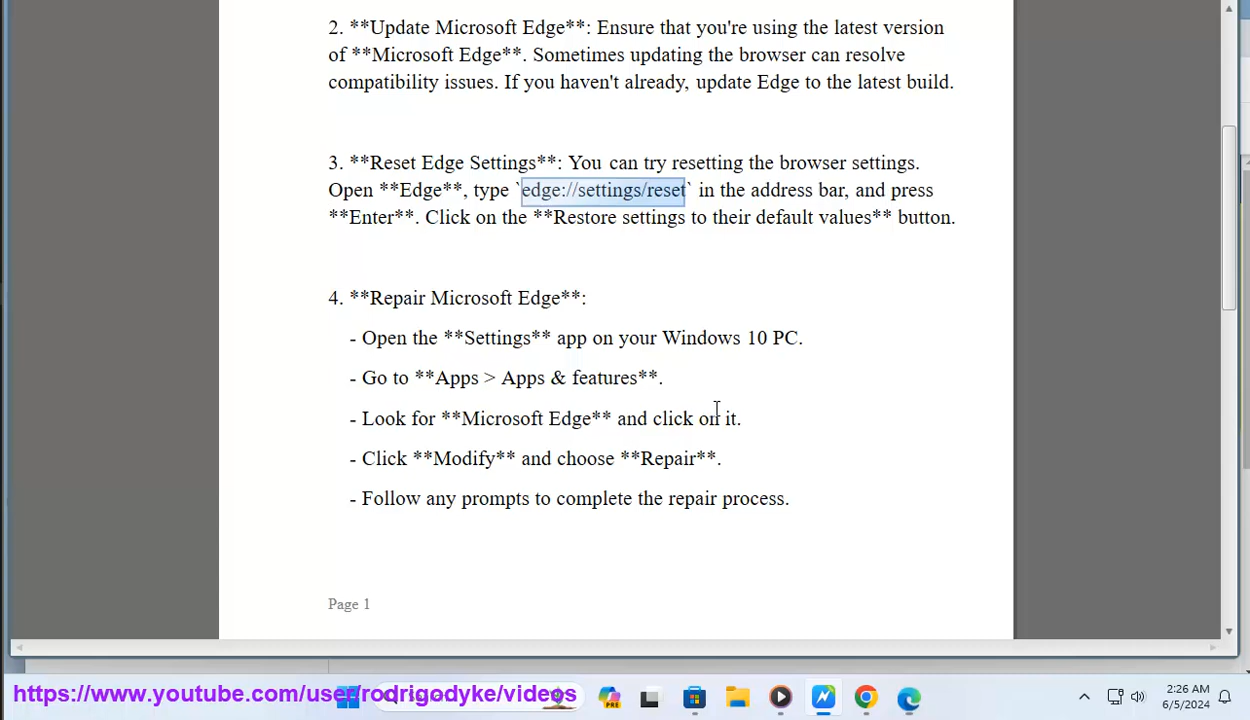 2. **Update Microsoft Edge**: Ensure that you're using the latest version
of **Microsoft Edge**. Sometimes updating the browser can resolve
compatibility issues. If you haven't already, update Edge to the latest build.
3. **Reset Edge Settings**: You can try resetting the browser settings.
Open **Edge**, type `edge://settings/reset` in the address bar, and press
**Enter**. Click on the **Restore settings to their default values** button.
4. **Repair Microsoft Edge**:
- Open the **Settings** app on your Windows 10 PC.
- Go to **Apps > Apps & features**.
- Look for **Microsoft Edge** and click on it.
- Click **Modify** and choose **Repair**.
- Follow any prompts to complete the repair process.
Page 1
https://www.youtube.com/user/rodrigodyke/videos
PRE
2:26 AM
6/5/2024